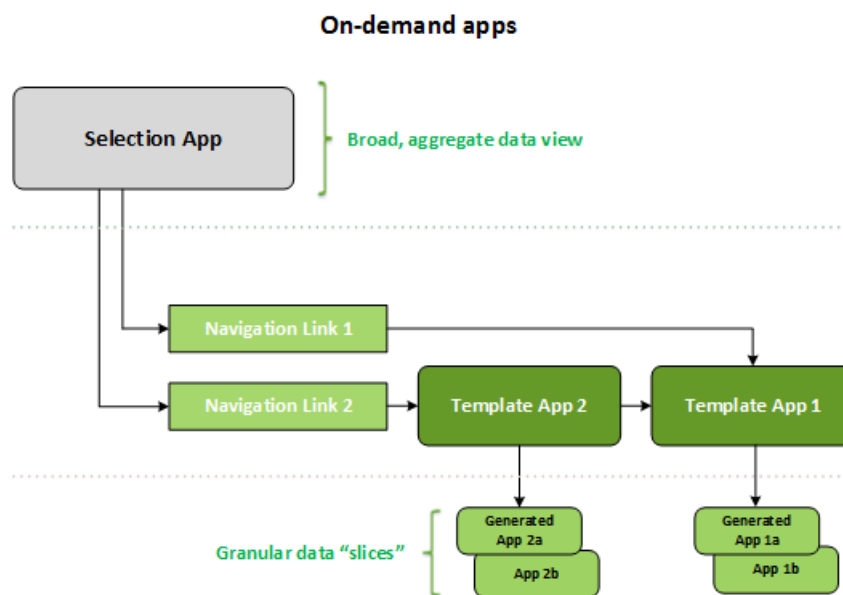 On-demand apps
Selection App
Broad, aggregate data view
Navigation Link 1
Navigation Link 2
Template App 2
Template App 1
Granular data “slices”
Generated
App 2a
App 2b
Generated
App 1a
App 1b